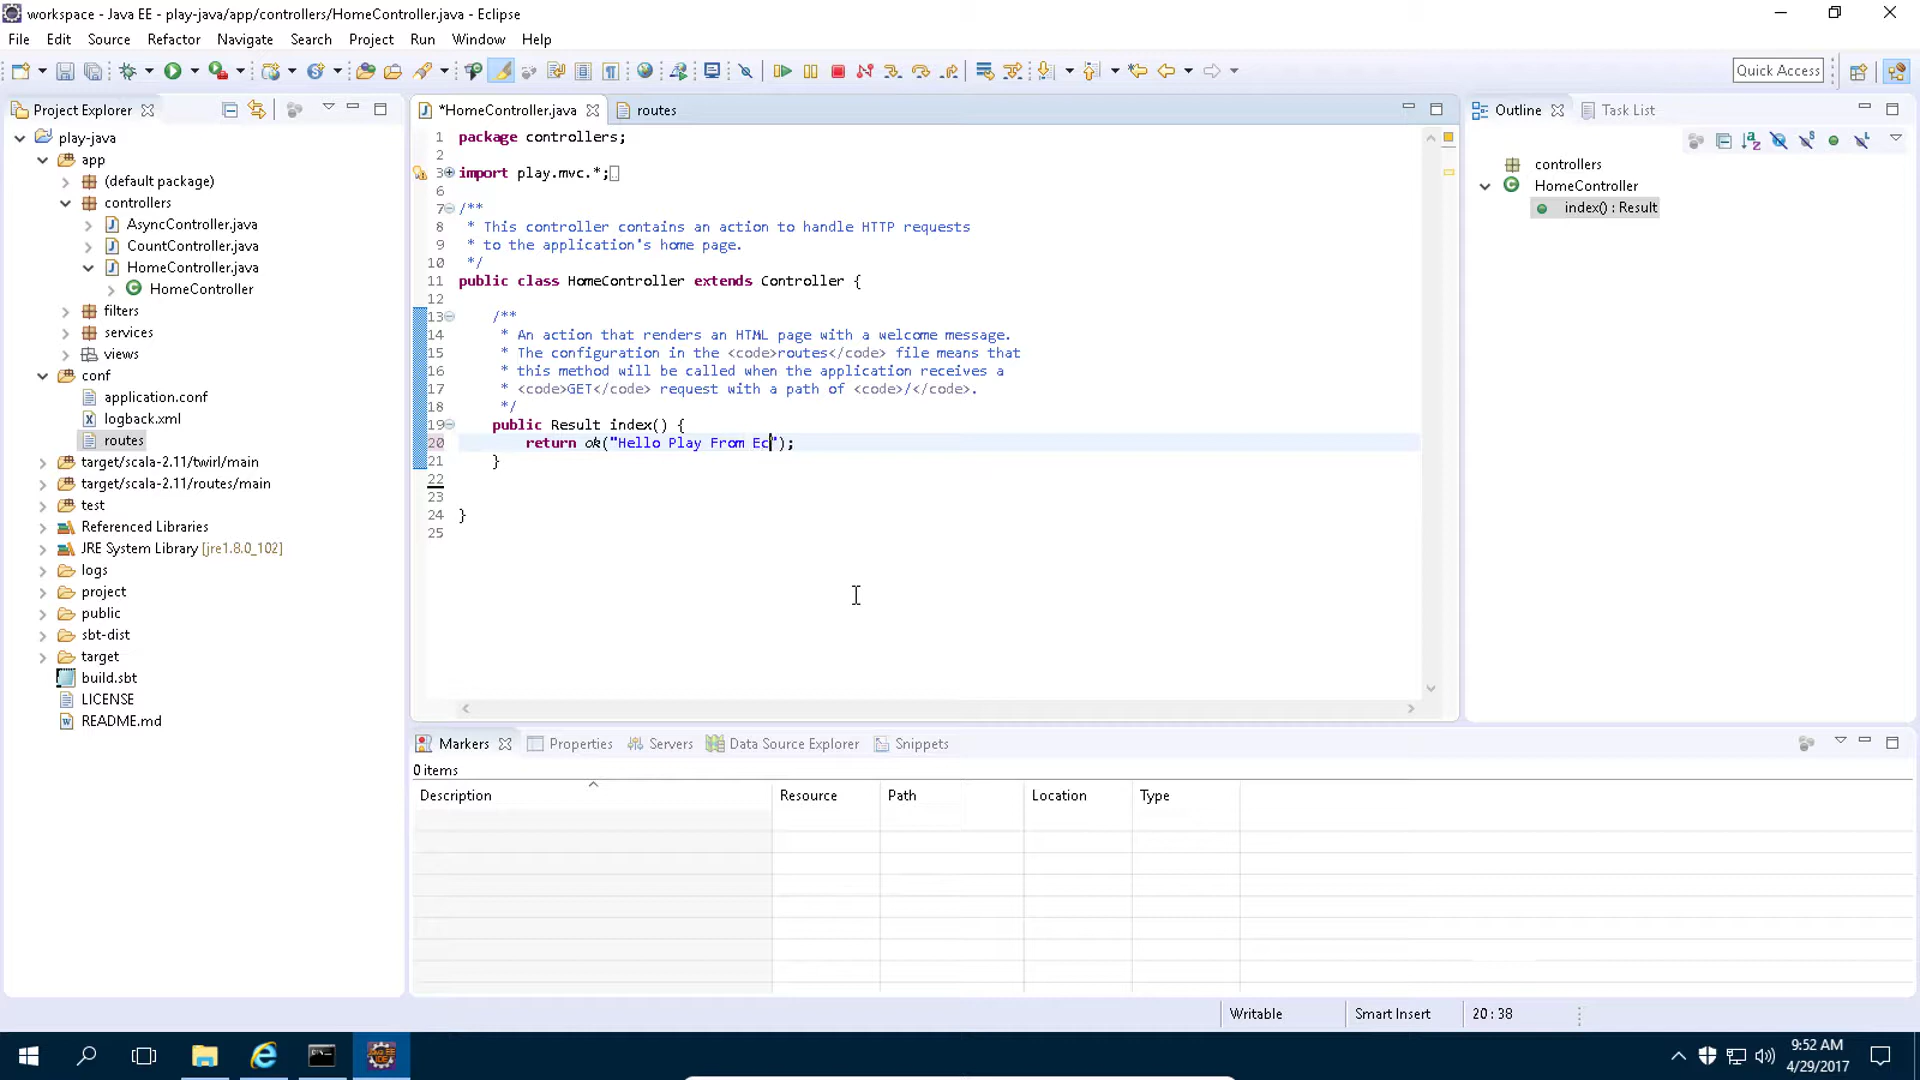 workspace - Java EE - play-java/app/controllers/HomeController.java - Eclipse
File Edit Source Refactor Navigate Search Project Run Window Help
Quick Access
Project Explorer
play-java
app
(default package)
controllers
AsyncController.java
CountController.java
HomeController.java
HomeController
filters
services
views
conf
application.conf
logback.xml
routes
target/scala-2.11/twirl/main
target/scala-2.11/routes/main
test
Referenced Libraries
JRE System Library [jre1.8.0_102]
logs
project
public
sbt-dist
target
build.sbt
LICENSE
README.md
*HomeController.java routes
1 package controllers;
2
3 import play.mvc.*;
6
7 /**
8 * This controller contains an action to handle HTTP requests
9 * to the application's home page.
10 */
11 public class HomeController extends Controller {
12
13 /**
14 * An action that renders an HTML page with a welcome message.
15 * The configuration in the <code>routes</code> file means that
16 * this method will be called when the application receives a
17 * <code>GET</code> request with a path of <code>/</code>.
18 */
19 public Result index() {
20 return ok("Hello Play From Ec");
21 }
22
23
24 }
25
Outline Task List
controllers
HomeController
index() : Result
Markers Properties Servers Data Source Explorer Snippets
0 items
Description Resource Path Location Type
Writable Smart Insert 20 : 38
9:52 AM
4/29/2017